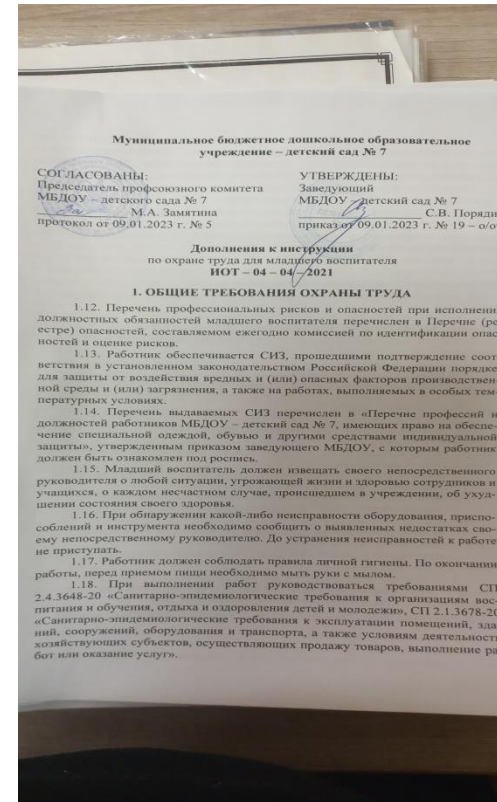 Муниципальное бюджетное дошкольное образовательное
учреждение – детский сад № 7
СОГЛАСОВАНЫ:
Председатель профсоюзного комитета
МБДОУ – детского сада № 7
М.А. Замятина
протокол от 09.01.2023 г. № 5
УТВЕРЖДЕНЫ:
Заведующий
МБДОУ – детский сад № 7
С.В. Поряди
приказ от 09.01.2023 г. № 19 – о/о
Дополнения к инструкции
по охране труда для младшего воспитателя
ИОТ – 04 – 04 – 2021
1. ОБЩИЕ ТРЕБОВАНИЯ ОХРАНЫ ТРУДА
1.12. Перечень профессиональных рисков и опасностей при исполнени
должностных обязанностей младшего воспитателя перечислен в Перечне (ре
естре) опасностей, составляемом ежегодно комиссией по идентификации опас
ностей и оценке рисков.
1.13. Работник обеспечивается СИЗ, прошедшими подтверждение соот
ветствия в установленном законодательством Российской Федерации порядке
для защиты от воздействия вредных и (или) опасных факторов производствен
ной среды и (или) загрязнения, а также на работах, выполняемых в особых тем-
пературных условиях.
1.14. Перечень выдаваемых СИЗ перечислен в «Перечне профессий и
должностей работников МБДОУ – детский сад № 7, имеющих право на обеспе-
чение специальной одеждой, обувью и другими средствами индивидуальной
защиты», утвержденным приказом заведующего МБДОУ, с которым работник
должен быть ознакомлен под роспись.
1.15. Младший воспитатель должен извещать своего непосредственного
руководителя о любой ситуации, угрожающей жизни и здоровью сотрудников и
учащихся, о каждом несчастном случае, происшедшем в учреждении, об ухуд-
шении состояния своего здоровья.
1.16. При обнаружении какой-либо неисправности оборудования, приспо-
соблений и инструмента необходимо сообщить о выявленных недостатках сво-
ему непосредственному руководителю. До устранения неисправностей к работе
не приступать.
1.17. Работник должен соблюдать правила личной гигиены. По окончании
работы, перед приемом пищи необходимо мыть руки с мылом.
1.18. При выполнении работ руководствоваться требованиями СП
2.4.3648-20 «Санитарно-эпидемиологические требования к организациям вос-
питания и обучения, отдыха и оздоровления детей и молодежи», СП 2.1.3678-20
«Санитарно-эпидемиологические требования к эксплуатации помещений, зда-
ний, сооружений, оборудования и транспорта, а также условиям деятельност
хозяйствующих субъектов, осуществляющих продажу товаров, выполнение ра
бот или оказание услуг».